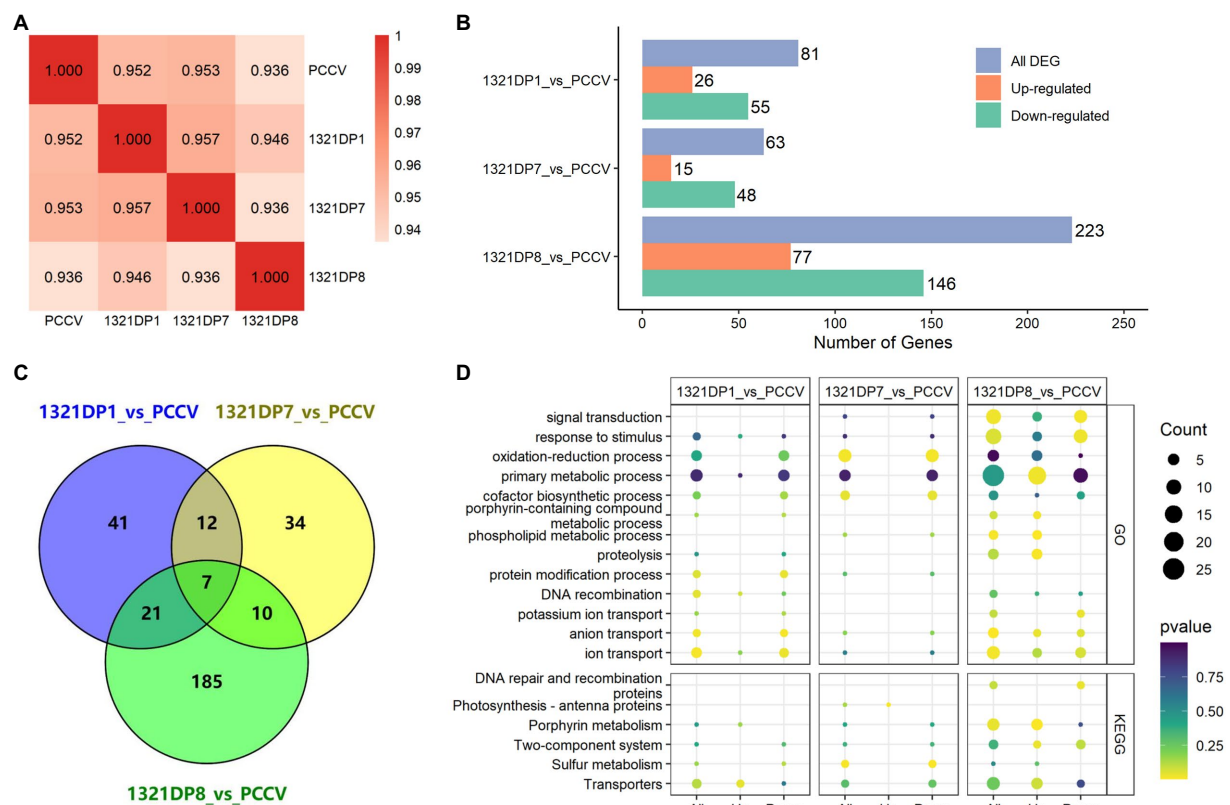 A
1
0.99
0.98
0.97
0.96
0.95
0.94
1.000 0.952 0.953 0.936 PCCV
0.952 1.000 0.957 0.946 1321DP1
0.953 0.957 1.000 0.936 1321DP7
0.936 0.946 0.936 1.000 1321DP8
PCCV 1321DP1 1321DP7 1321DP8
B
All DEG
Up-regulated
Down-regulated
1321DP1_vs_PCCV
81
26
55
1321DP7_vs_PCCV
63
15
48
1321DP8_vs_PCCV
223
77
146
0 50 100 150 200 250
Number of Genes
C
1321DP1_vs_PCCV
1321DP7_vs_PCCV
41 12 34
7
21 10
185
1321DP8_vs_PCCV
D
1321DP1_vs_PCCV 1321DP7_vs_PCCV 1321DP8_vs_PCCV
signal transduction
response to stimulus
oxidation-reduction process
primary metabolic process
cofactor biosynthetic process
porphyrin-containing compound
metabolic process
phospholipid metabolic process
proteolysis
protein modification process
DNA recombination
potassium ion transport
anion transport
ion transport
GO
DNA repair and recombination
proteins
Photosynthesis - antenna proteins
Porphyrin metabolism
Two-component system
Sulfur metabolism
Transporters
KEGG
Count
5
10
15
20
25
pvalue
0.75
0.50
0.25